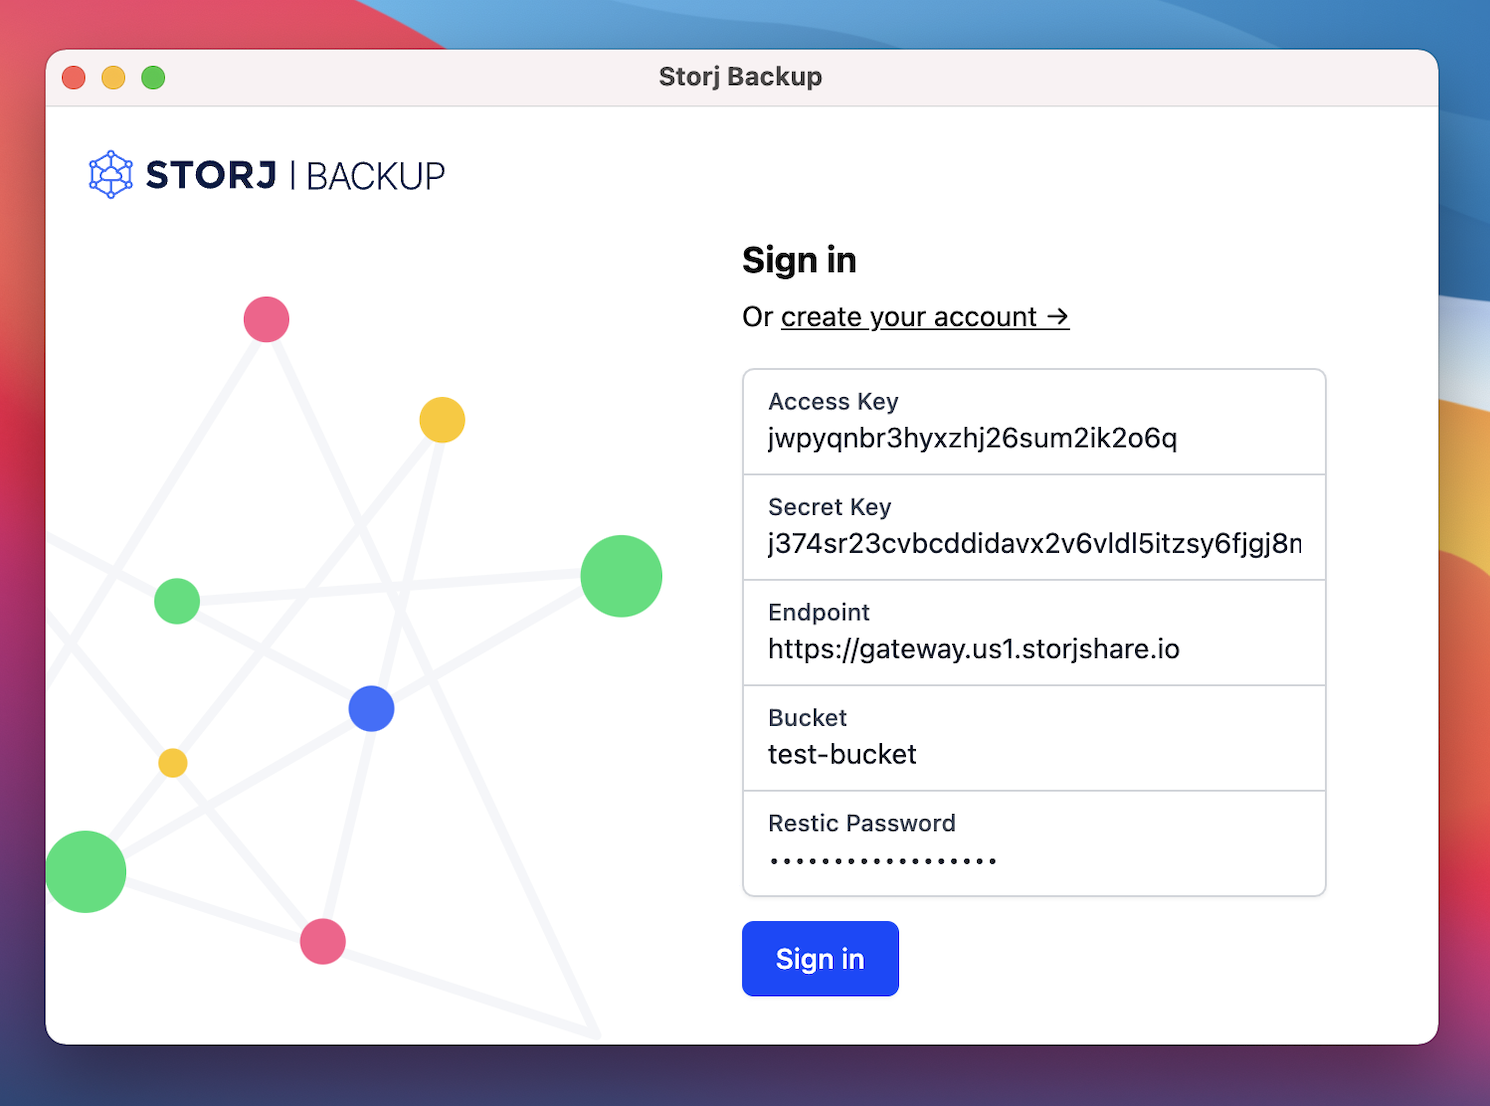 Storj Backup
STORJ | BACKUP
Sign in
Or create your account →
Access Key
jwpyqnbr3hyxzhj26sum2ik2o6q
Secret Key
j374sr23cvbcddidavx2v6vldl5itzsy6fjgj8r
Endpoint
https://gateway.us1.storjshare.io
Bucket
test-bucket
Restic Password
••••••••••••••••••
Sign in